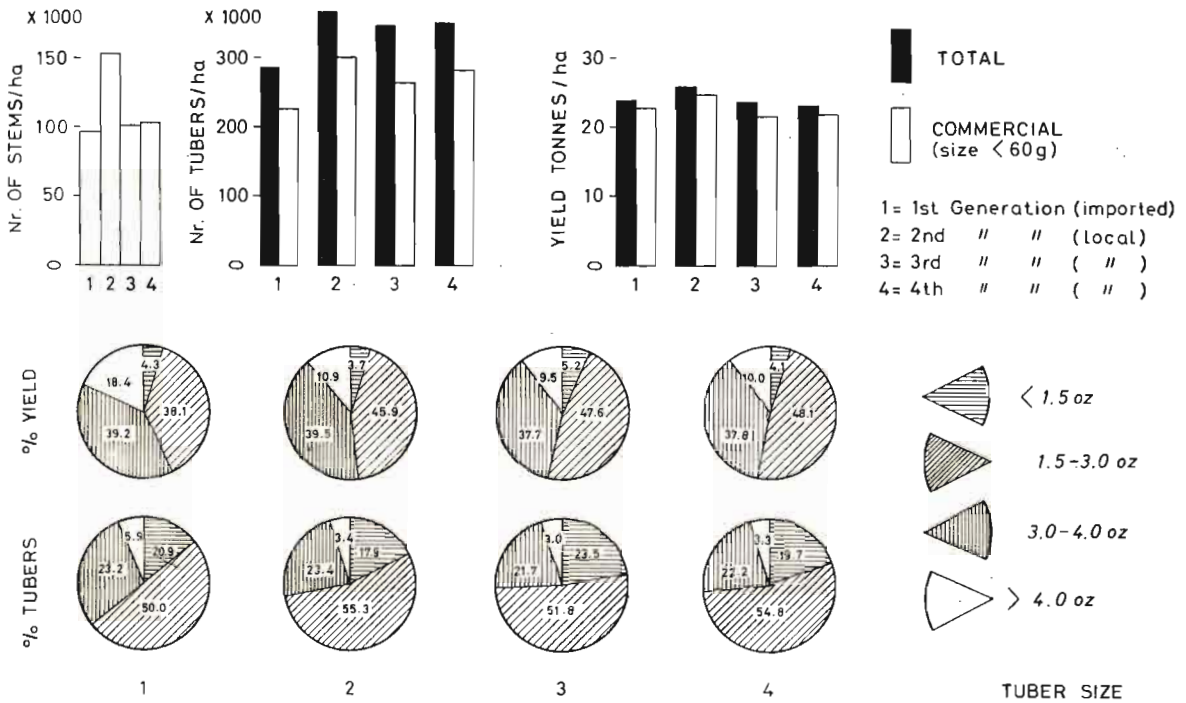 x 1000
Nr. OF STEMS/ha
150
100
50
0
1 2 3 4
x 1000
Nr. OF TUBERS/ha
300
200
100
0
1 2 3 4
YIELD TONNES/ha
30
20
10
0
1 2 3 4
TOTAL
COMMERCIAL
(size < 60g)
1= 1st Generation (imported)
2= 2nd " " (local)
3= 3rd " " ( " )
4= 4th " " ( " )
% YIELD
4.3 38.1 39.2 18.4
3.7 45.9 39.5 10.9
5.2 47.6 37.7 9.5
4.1 48.1 37.8 10.0
% TUBERS
20.9 50.0 23.2 5.9
17.9 55.3 23.4 3.4
23.5 51.8 21.7 3.0
19.7 54.8 22.2 3.3
1 2 3 4
< 1.5 oz
1.5-3.0 oz
3.0-4.0 oz
> 4.0 oz
TUBER SIZE